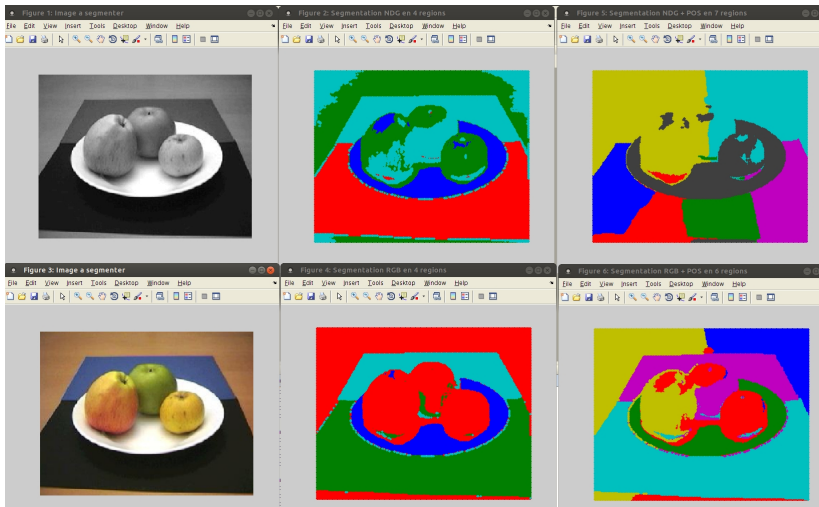 Figure 1: Image a segmenter
File Edit View Insert Tools Desktop Window Help
Figure 2: Segmentation NDG en 4 regions
File Edit View Insert Tools Desktop Window Help
Figure 5: Segmentation NDG + POS en 7 regions
File Edit View Insert Tools Desktop Window Help
Figure 3: Image a segmenter
File Edit View Insert Tools Desktop Window Help
Figure 4: Segmentation RGB en 4 regions
File Edit View Insert Tools Desktop Window Help
Figure 6: Segmentation RGB + POS en 6 regions
File Edit View Insert Tools Desktop Window Help